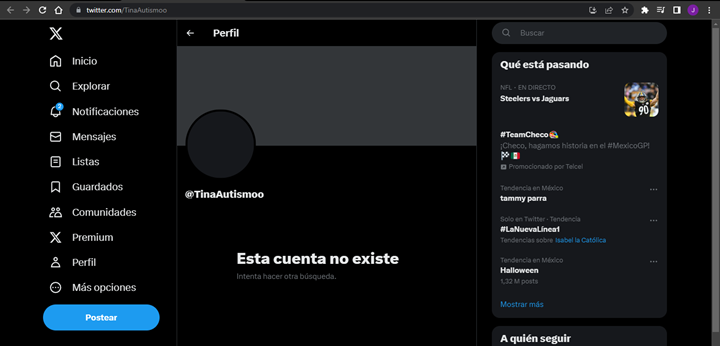 twitter.com/TinaAutismoo
J
Perfil
Buscar
Inicio
Explorar
2
Notificaciones
Mensajes
Listas
Guardados
Comunidades
Premium
Perfil
Más opciones
Postear
@TinaAutismoo
Esta cuenta no existe
Intenta hacer otra búsqueda.
Qué está pasando
NFL · EN DIRECTO
Steelers vs Jaguars
90
#TeamCheco
¡Checo, hagamos historia en el #MexicoGP!
Promocionado por Telcel
Tendencia en México
tammy parra
Solo en Twitter · Tendencia
#LaNuevaLínea1
Tendencias sobre Isabel la Católica
Tendencia en México
Halloween
1,32 M posts
Mostrar más
A quién seguir